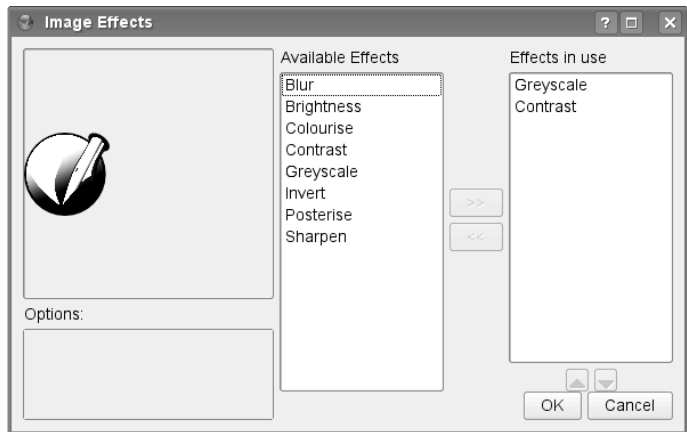 Image Effects
Available Effects
Blur
Brightness
Colourise
Contrast
Greyscale
Invert
Posterise
Sharpen
>>
<<
Effects in use
Greyscale
Contrast
Options:
OK
Cancel